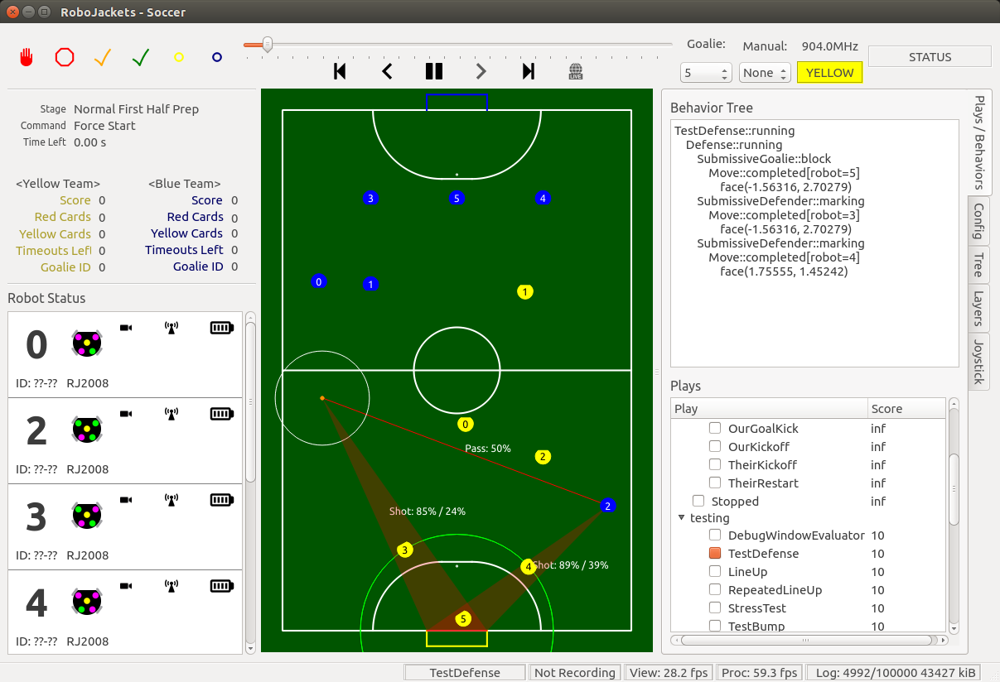 RoboJackets - Soccer
Goalie:
Manual:
904.0MHz
STATUS
5
None
YELLOW
LIVE
Stage Normal First Half Prep
Command Force Start
Time Left 0.00 s
<Yellow Team> <Blue Team>
Score 0 Score 0
Red Cards 0 Red Cards 0
Yellow Cards 0 Yellow Cards 0
Timeouts Left 0 Timeouts Left 0
Goalie ID 0 Goalie ID 0
Robot Status
0
ID: ??-?? RJ2008
2
ID: ??-?? RJ2008
3
ID: ??-?? RJ2008
4
ID: ??-?? RJ2008
3 5 4
0 1
1
0
Pass: 50%
2
2
Shot: 85% / 24%
3
4 Shot: 89% / 39%
5
Behavior Tree
TestDefense::running
Defense::running
SubmissiveGoalie::block
Move::completed[robot=5]
face(-1.56316, 2.70279)
SubmissiveDefender::marking
Move::completed[robot=3]
face(-1.56316, 2.70279)
SubmissiveDefender::marking
Move::completed[robot=4]
face(1.75555, 1.45242)
Plays
Play Score
OurGoalKick inf
OurKickoff inf
TheirKickoff inf
TheirRestart inf
Stopped inf
testing
DebugWindowEvaluator 10
TestDefense 10
LineUp 10
RepeatedLineUp 10
StressTest 10
TestBump 10
Plays / Behaviors
Config
Tree
Layers
Joystick
TestDefense
Not Recording
View: 28.2 fps
Proc: 59.3 fps
Log: 4992/100000 43427 kiB